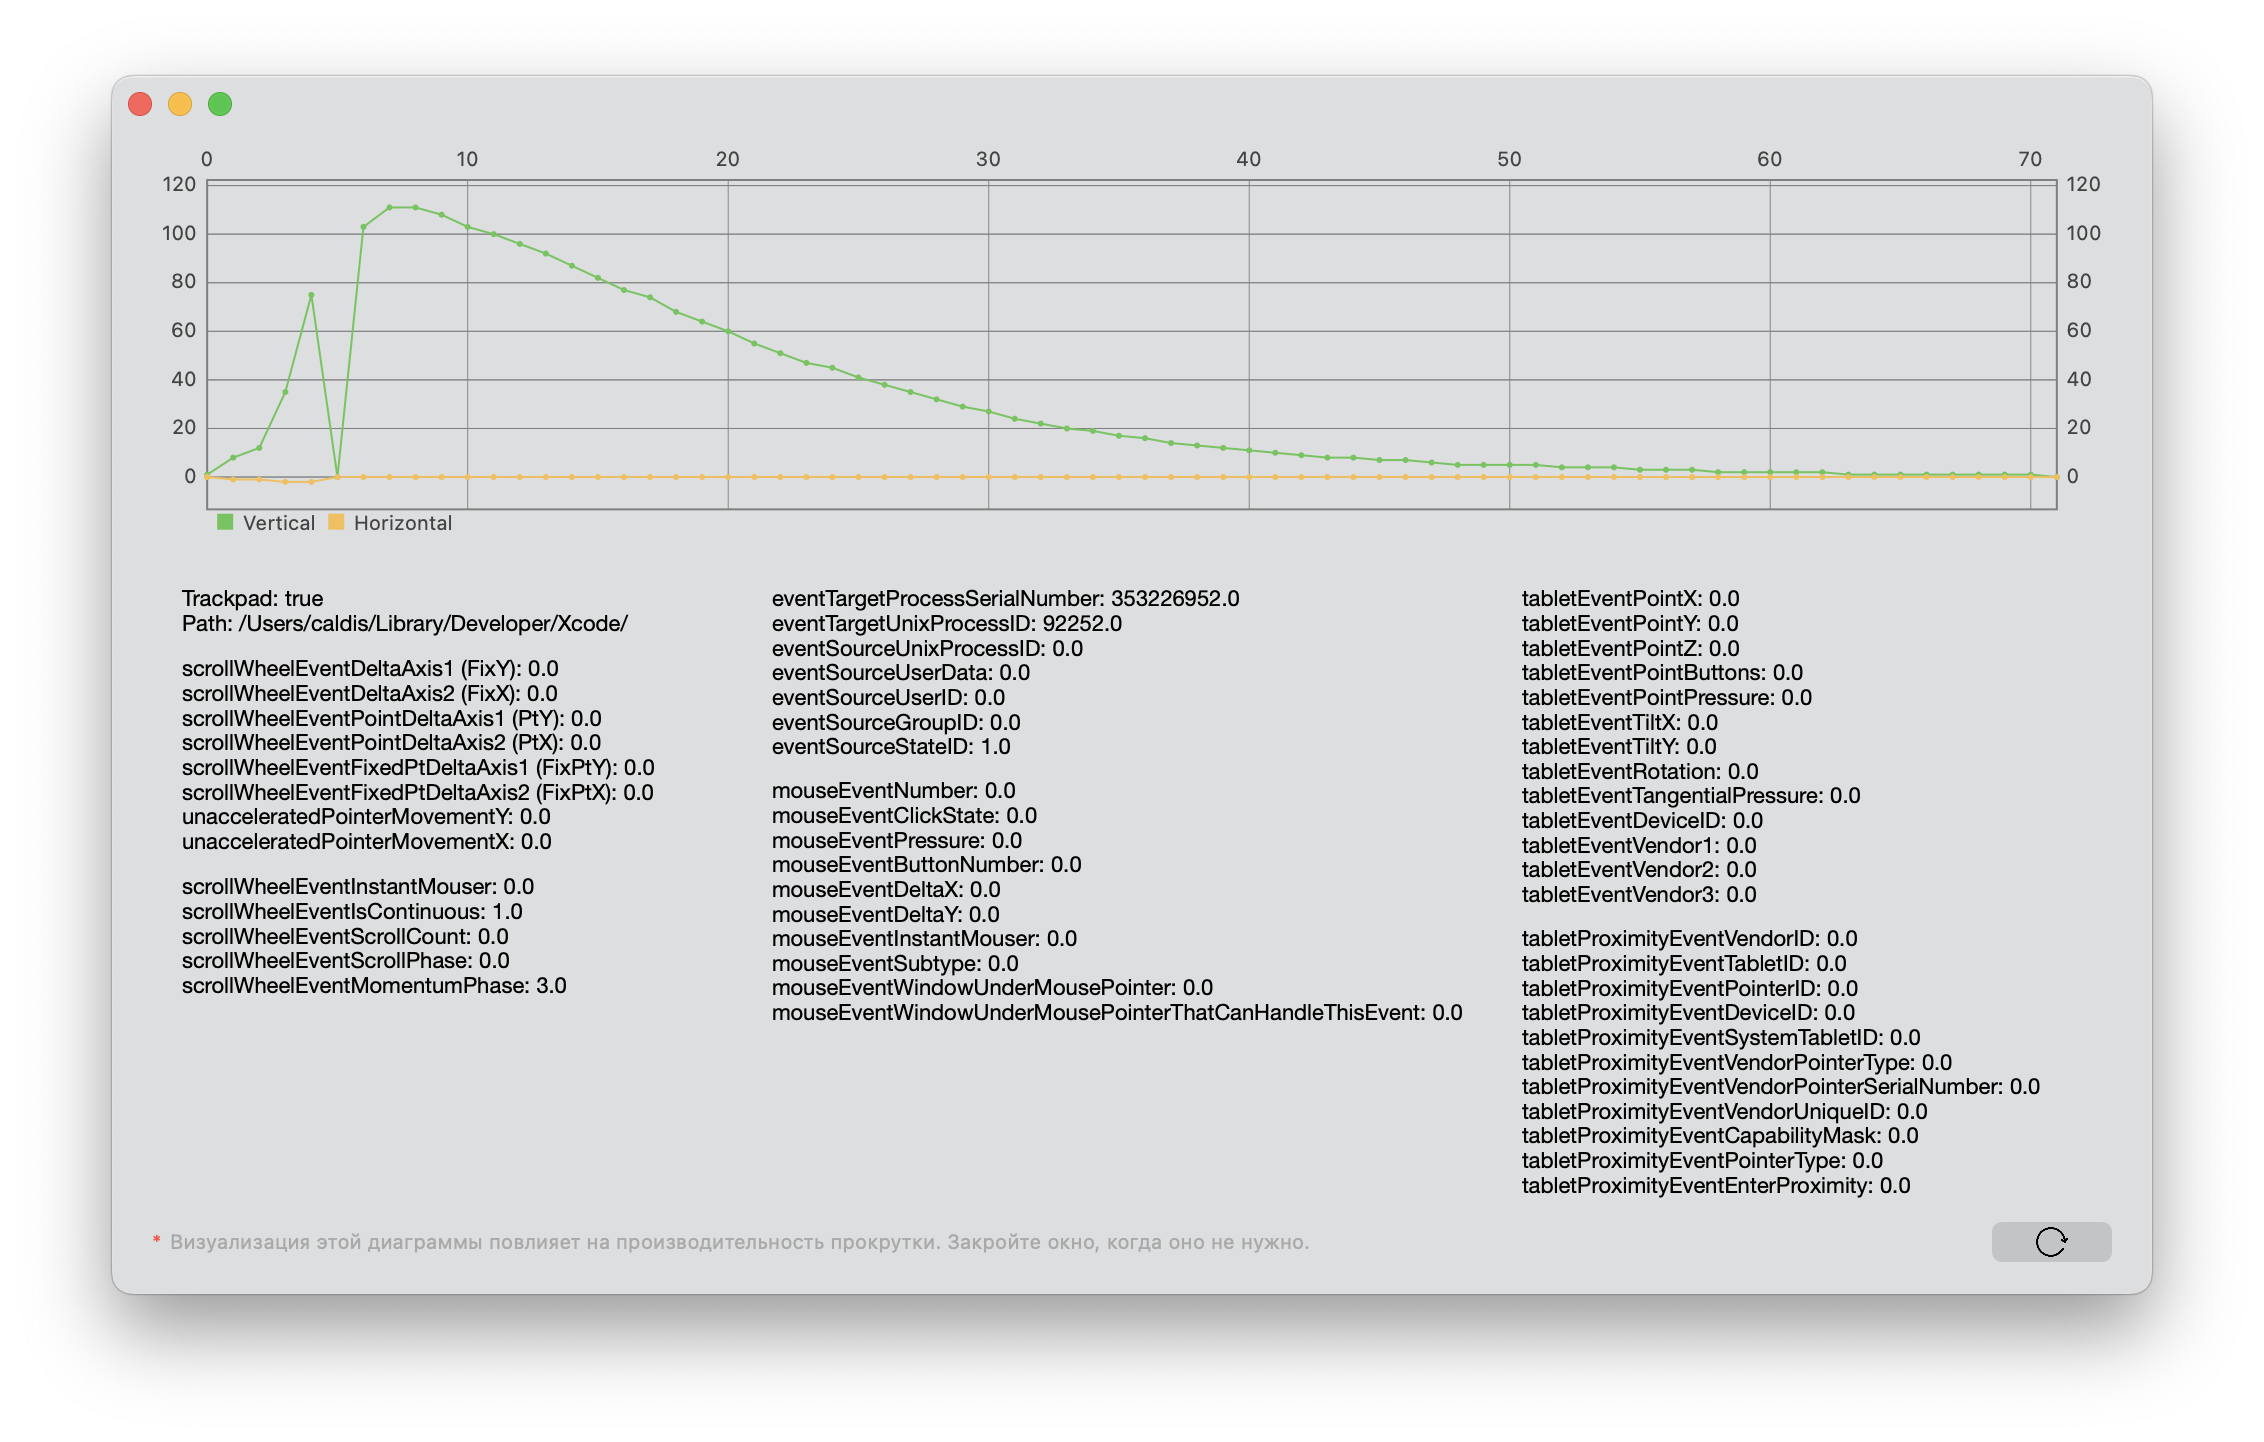 0 10 20 30 40 50 60 70
120 120
100 100
80 80
60 60
40 40
20 20
0 0
Vertical Horizontal
Trackpad: true
Path: /Users/caldis/Library/Developer/Xcode/
scrollWheelEventDeltaAxis1 (FixY): 0.0
scrollWheelEventDeltaAxis2 (FixX): 0.0
scrollWheelEventPointDeltaAxis1 (PtY): 0.0
scrollWheelEventPointDeltaAxis2 (PtX): 0.0
scrollWheelEventFixedPtDeltaAxis1 (FixPtY): 0.0
scrollWheelEventFixedPtDeltaAxis2 (FixPtX): 0.0
unacceleratedPointerMovementY: 0.0
unacceleratedPointerMovementX: 0.0
scrollWheelEventInstantMouser: 0.0
scrollWheelEventIsContinuous: 1.0
scrollWheelEventScrollCount: 0.0
scrollWheelEventScrollPhase: 0.0
scrollWheelEventMomentumPhase: 3.0
eventTargetProcessSerialNumber: 353226952.0
eventTargetUnixProcessID: 92252.0
eventSourceUnixProcessID: 0.0
eventSourceUserData: 0.0
eventSourceUserID: 0.0
eventSourceGroupID: 0.0
eventSourceStateID: 1.0
mouseEventNumber: 0.0
mouseEventClickState: 0.0
mouseEventPressure: 0.0
mouseEventButtonNumber: 0.0
mouseEventDeltaX: 0.0
mouseEventDeltaY: 0.0
mouseEventInstantMouser: 0.0
mouseEventSubtype: 0.0
mouseEventWindowUnderMousePointer: 0.0
mouseEventWindowUnderMousePointerThatCanHandleThisEvent: 0.0
tabletEventPointX: 0.0
tabletEventPointY: 0.0
tabletEventPointZ: 0.0
tabletEventPointButtons: 0.0
tabletEventPointPressure: 0.0
tabletEventTiltX: 0.0
tabletEventTiltY: 0.0
tabletEventRotation: 0.0
tabletEventTangentialPressure: 0.0
tabletEventDeviceID: 0.0
tabletEventVendor1: 0.0
tabletEventVendor2: 0.0
tabletEventVendor3: 0.0
tabletProximityEventVendorID: 0.0
tabletProximityEventTabletID: 0.0
tabletProximityEventPointerID: 0.0
tabletProximityEventDeviceID: 0.0
tabletProximityEventSystemTabletID: 0.0
tabletProximityEventVendorPointerType: 0.0
tabletProximityEventVendorPointerSerialNumber: 0.0
tabletProximityEventVendorUniqueID: 0.0
tabletProximityEventCapabilityMask: 0.0
tabletProximityEventPointerType: 0.0
tabletProximityEventEnterProximity: 0.0
* Визуализация этой диаграммы повлияет на производительность прокрутки. Закройте окно, когда оно не нужно.